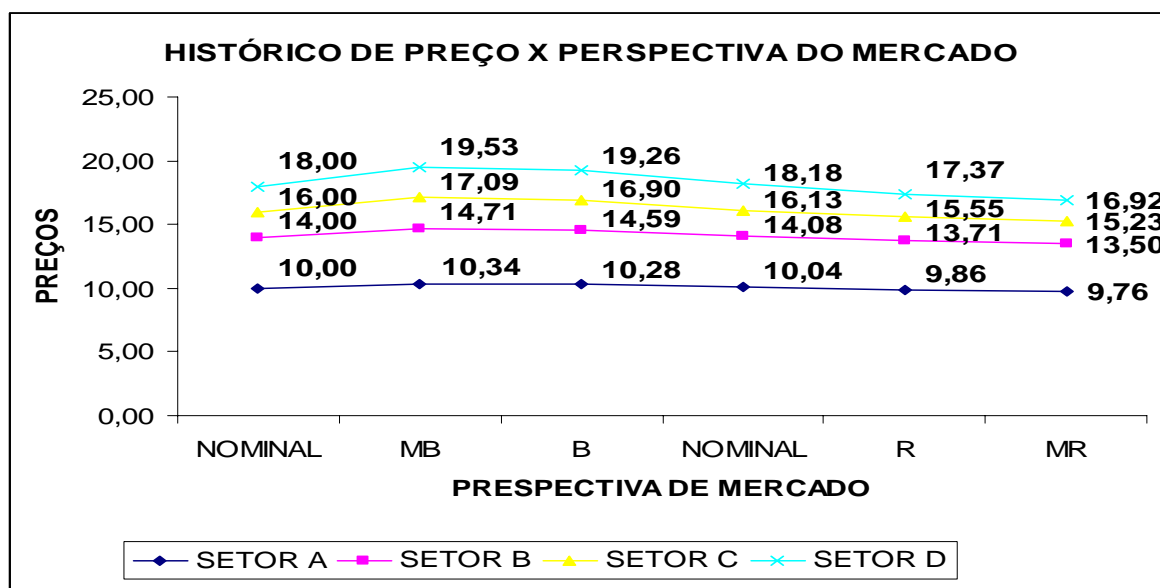 HISTÓRICO DE PREÇO X PERSPECTIVA DO MERCADO
PREÇOS
25,00
20,00
15,00
10,00
5,00
0,00
18,00 19,53 19,26 18,18 17,37 16,92
16,00 17,09 16,90 16,13 15,55 15,23
14,00 14,71 14,59 14,08 13,71 13,50
10,00 10,34 10,28 10,04 9,86 9,76
NOMINAL MB B NOMINAL R MR
PRESPECTIVA DE MERCADO
SETOR A SETOR B SETOR C SETOR D